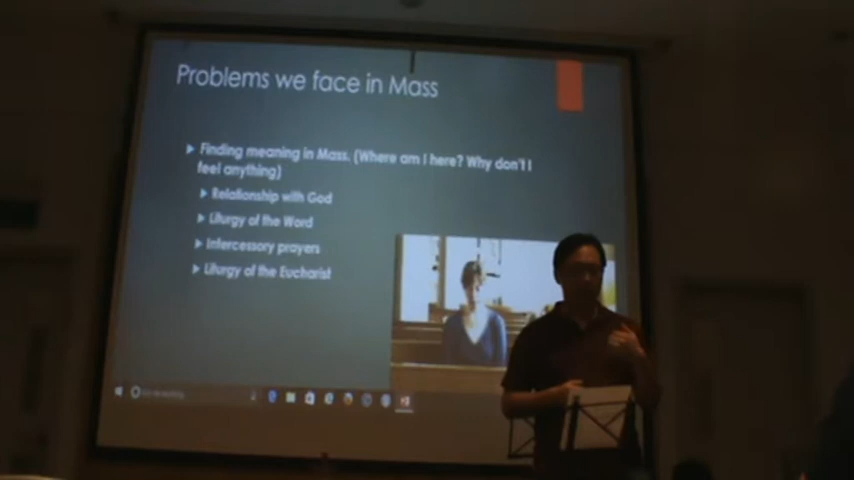 Problems we face in Mass
Finding meaning in Mass. (Where am I here? Why don't I
feel anything)
Relationship with God
Liturgy of the Word
Intercessory prayers
Liturgy of the Eucharist